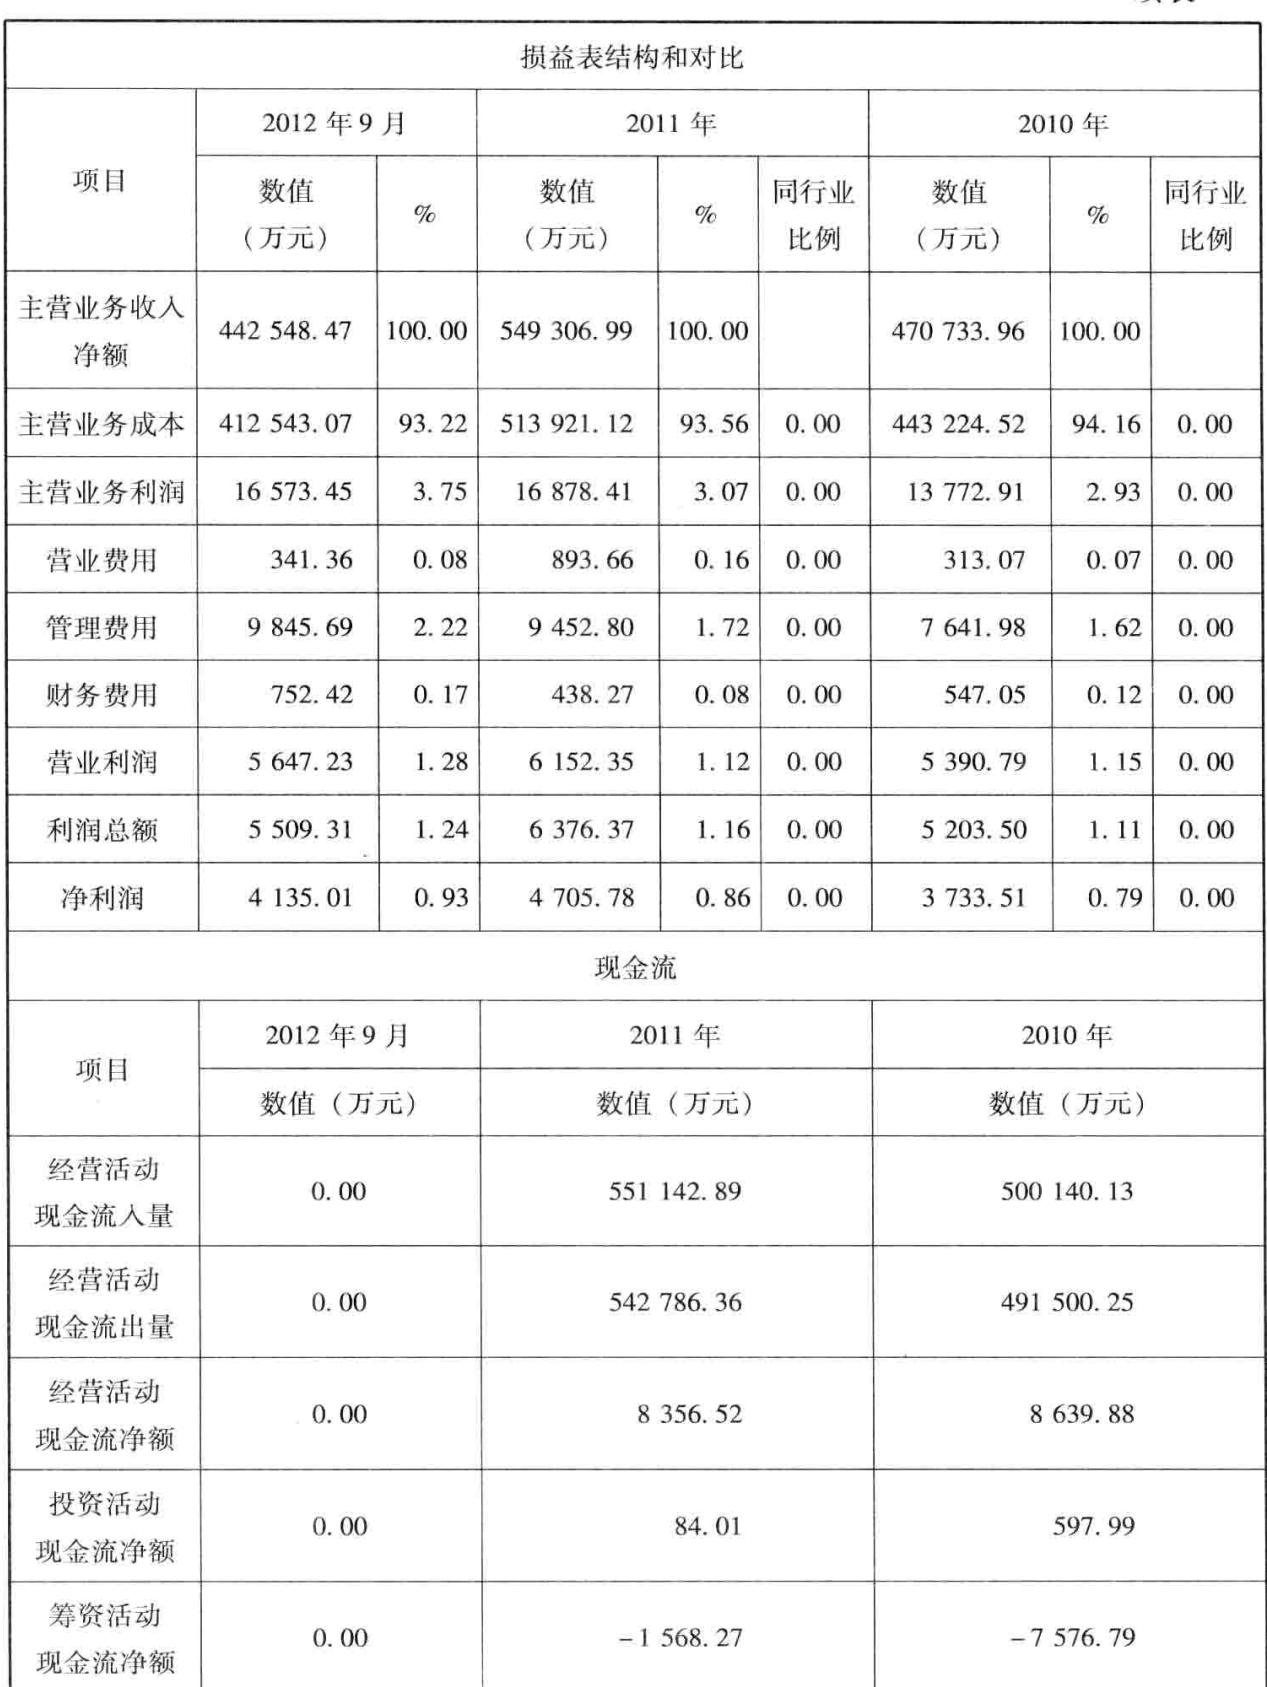 损益表结构和对比
项目 2012 年 9 月 2011 年 2010 年
数值 % 数值 % 同行业 数值 % 同行业
（万元） （万元） 比例 （万元） 比例
主营业务收入
净额 442 548.47 100.00 549 306.99 100.00 470 733.96 100.00
主营业务成本 412 543.07 93.22 513 921.12 93.56 0.00 443 224.52 94.16 0.00
主营业务利润 16 573.45 3.75 16 878.41 3.07 0.00 13 772.91 2.93 0.00
营业费用 341.36 0.08 893.66 0.16 0.00 313.07 0.07 0.00
管理费用 9 845.69 2.22 9 452.80 1.72 0.00 7 641.98 1.62 0.00
财务费用 752.42 0.17 438.27 0.08 0.00 547.05 0.12 0.00
营业利润 5 647.23 1.28 6 152.35 1.12 0.00 5 390.79 1.15 0.00
利润总额 5 509.31 1.24 6 376.37 1.16 0.00 5 203.50 1.11 0.00
净利润 4 135.01 0.93 4 705.78 0.86 0.00 3 733.51 0.79 0.00
现金流
项目 2012 年 9 月 2011 年 2010 年
数值（万元） 数值（万元） 数值（万元）
经营活动
现金流入量 0.00 551 142.89 500 140.13
经营活动
现金流出量 0.00 542 786.36 491 500.25
经营活动
现金流净额 0.00 8 356.52 8 639.88
投资活动
现金流净额 0.00 84.01 597.99
筹资活动
现金流净额 0.00 -1 568.27 -7 576.79